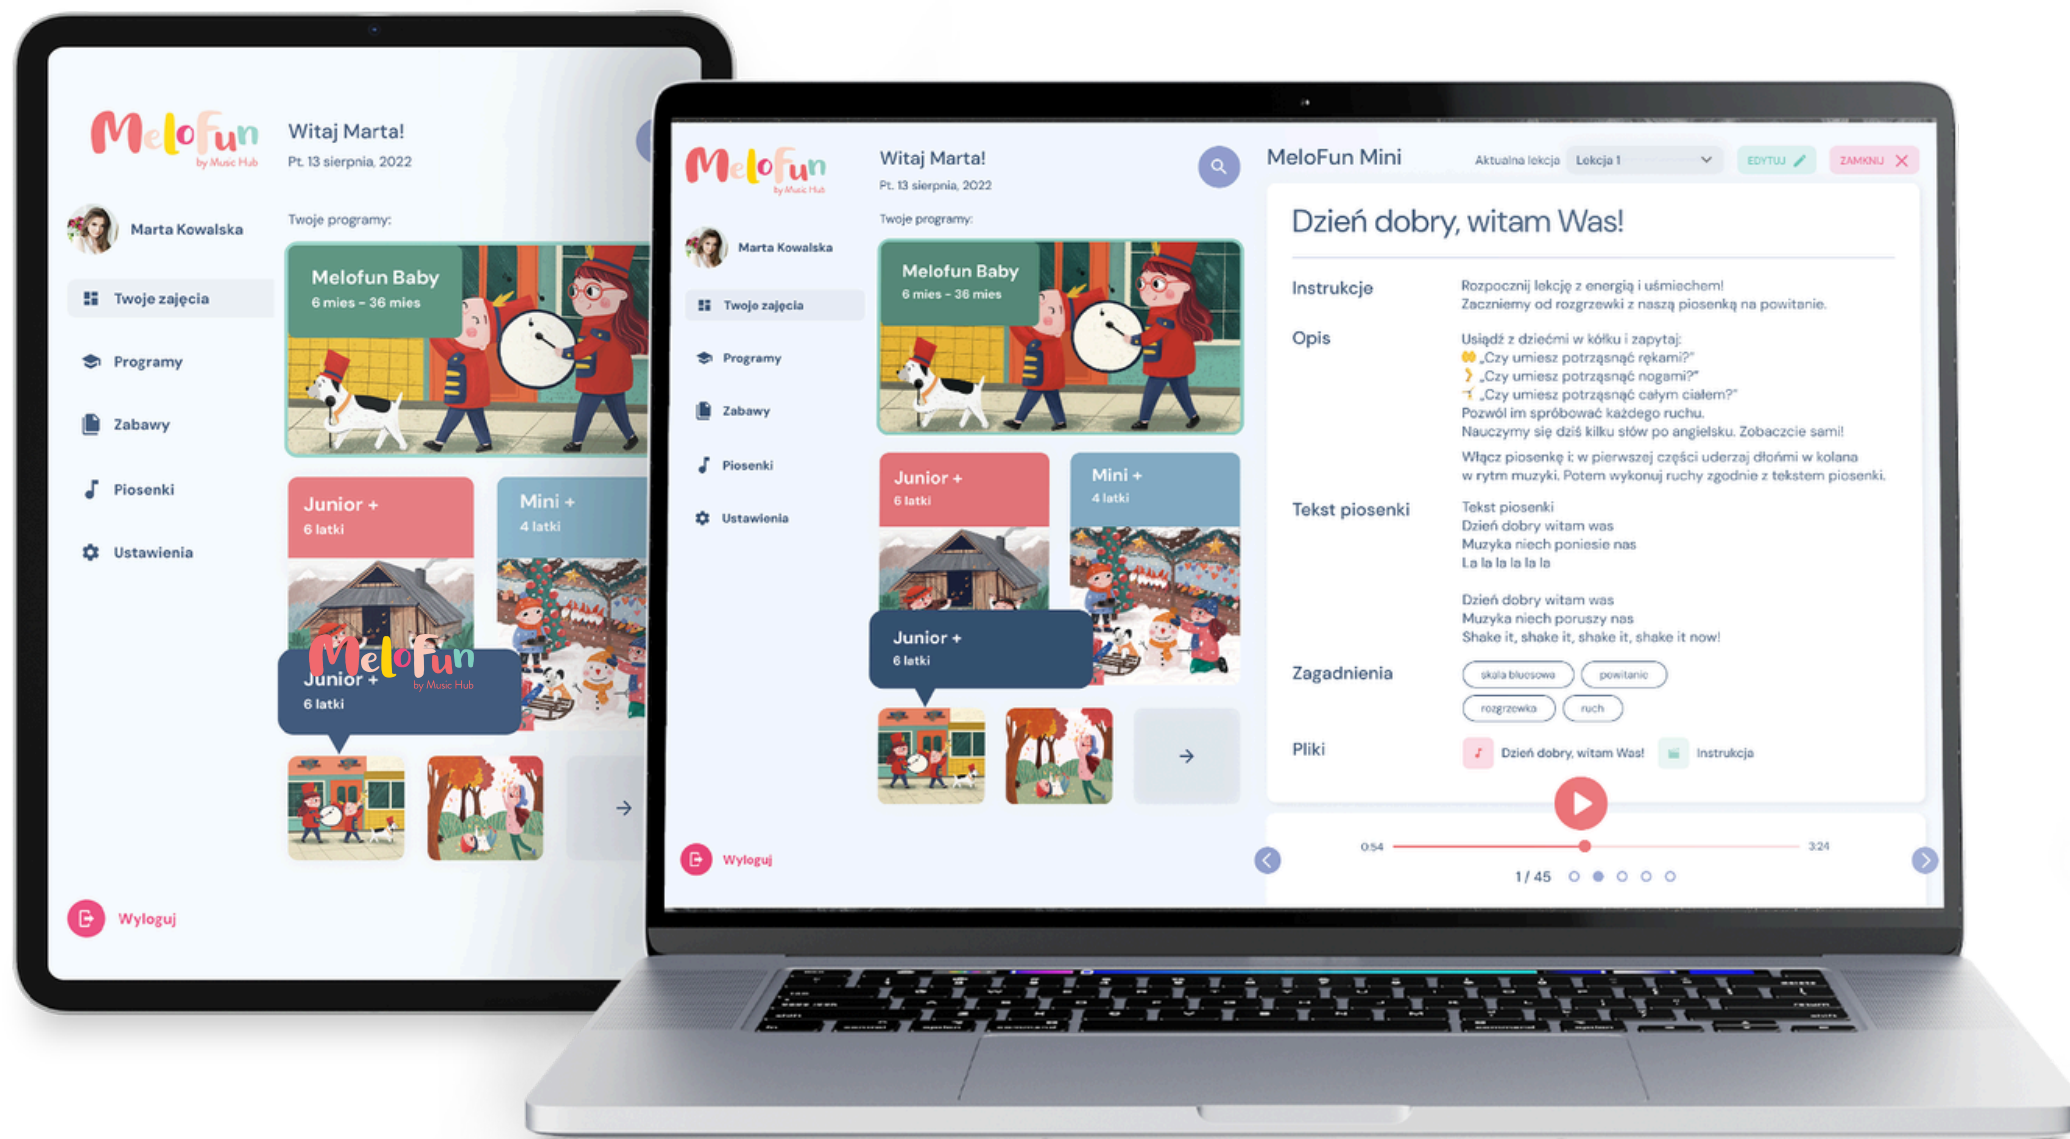 MeloFun
by Music Hub
Witaj Marta!
Pt. 13 sierpnia, 2022
Marta Kowalska
Twoje zajęcia
Programy
Zabawy
Piosenki
Ustawienia
Wyloguj
Twoje programy:
Melofun Baby
6 mies - 36 mies
Junior +
6 latki
Mini +
4 latki
MeloFun
by Music Hub
Junior +
6 latki
MeloFun
by Music Hub
Witaj Marta!
Pt. 13 sierpnia, 2022
Marta Kowalska
Twoje zajęcia
Programy
Zabawy
Piosenki
Ustawienia
Wyloguj
Twoje programy:
Melofun Baby
6 mies - 36 mies
Junior +
6 latki
Mini +
4 latki
Junior +
6 latki
MeloFun Mini
Aktualna lekcja Lekcja 1
EDYTUJ
ZAMKNIJ
Dzień dobry, witam Was!
Instrukcje
Rozpocznij lekcję z energią i uśmiechem!
Zaczniemy od rozgrzewki z naszą piosenką na powitanie.
Opis
Usiądź z dziećmi w kółku i zapytaj:
„Czy umiesz potrząsnąć rękami?”
„Czy umiesz potrząsnąć nogami?”
„Czy umiesz potrząsnąć całym ciałem?”
Pozwól im spróbować każdego ruchu.
Nauczymy się dziś kilku słów po angielsku. Zobaczcie sami!
Włącz piosenkę i: w pierwszej części uderzaj dłońmi w kolana
w rytm muzyki. Potem wykonuj ruchy zgodnie z tekstem piosenki.
Tekst piosenki
Tekst piosenki
Dzień dobry witam was
Muzyka niech poniesie nas
La la la la la la
Dzień dobry witam was
Muzyka niech poruszy nas
Shake it, shake it, shake it, shake it now!
Zagadnienia
skala bluesowa powitanie
rozgrzewka ruch
Pliki
Dzień dobry, witam Was! Instrukcja
0:54 3:24
1 / 45